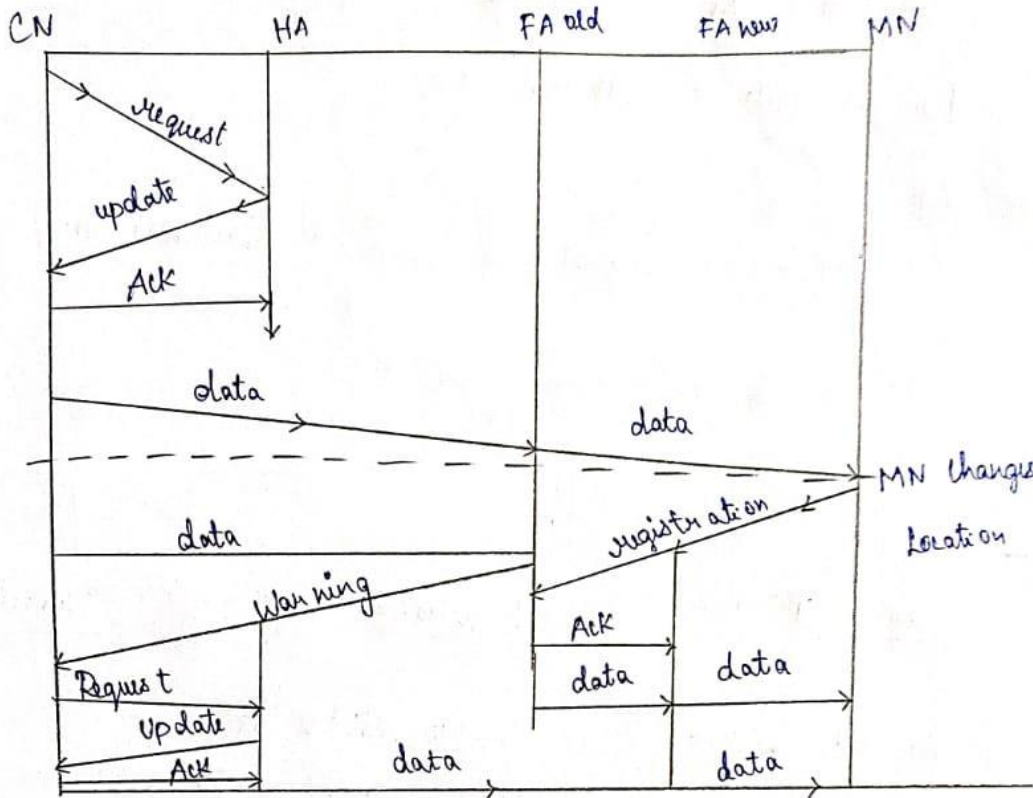 CN HA FA old FA new MN
request
update
Ack
data
data
MN changes
Location
registration
data
Warning
Ack
data data
Request
Update
Ack
data data